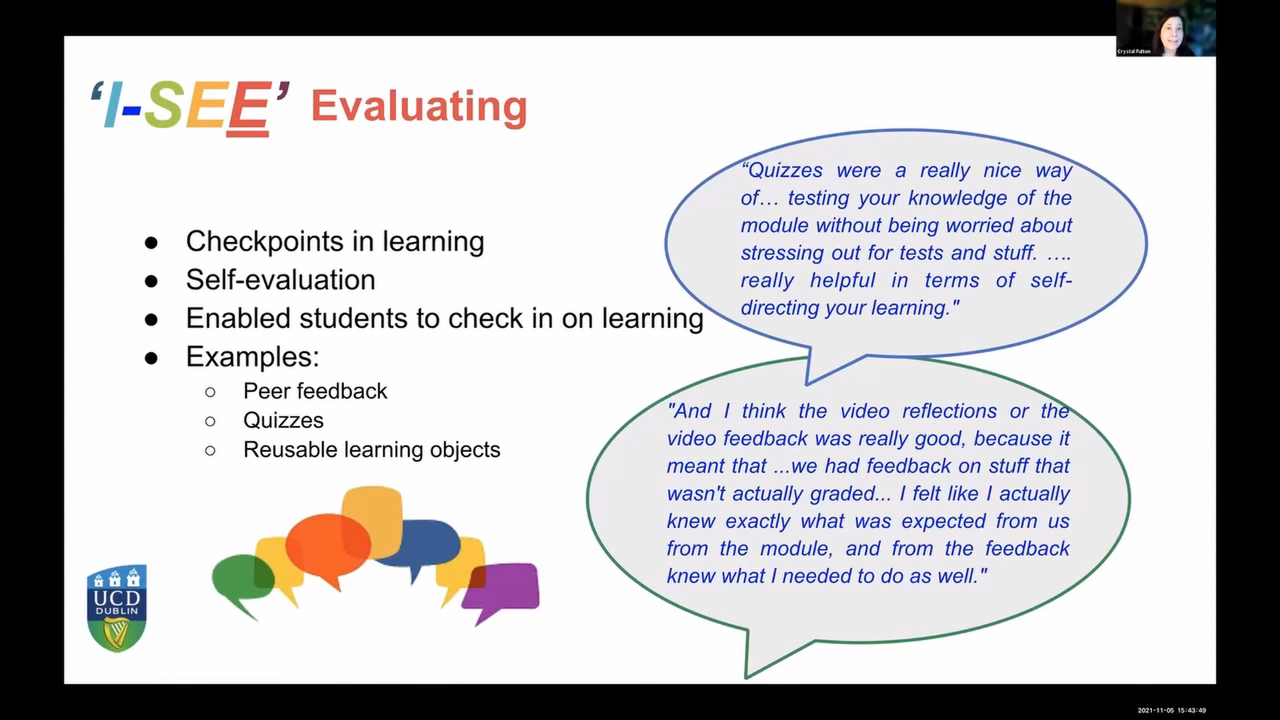 ‘I-SEE’ Evaluating
● Checkpoints in learning
● Self-evaluation
● Enabled students to check in on learning
● Examples:
○ Peer feedback
○ Quizzes
○ Reusable learning objects
“Quizzes were a really nice way
of… testing your knowledge of the
module without being worried about
stressing out for tests and stuff. ….
really helpful in terms of self-
directing your learning."
"And I think the video reflections or the
video feedback was really good, because it
meant that ...we had feedback on stuff that
wasn't actually graded... I felt like I actually
knew exactly what was expected from us
from the module, and from the feedback
knew what I needed to do as well."
UCD
DUBLIN
Crystal Fulton
2021-11-05 15:43:49